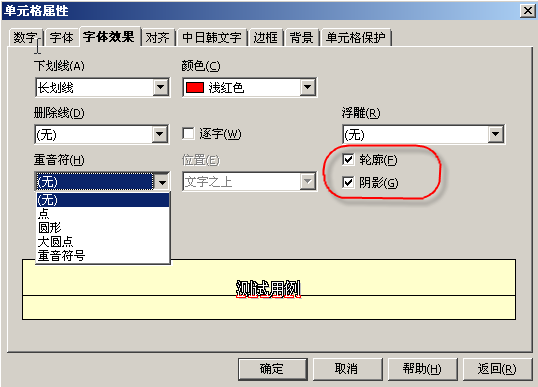 单元格属性
数字 字体 字体效果 对齐 中日韩文字 边框 背景 单元格保护
下划线(A) 颜色(C)
长划线 浅红色
删除线(D) 浮雕(R)
(无) 逐字(W) (无)
重音符(H) 位置(E) 轮廓(F)
(无) 文字之上 阴影(G)
(无)
点
圆形
大圆点
重音符号
测试用例
确定 取消 帮助(H) 返回(R)